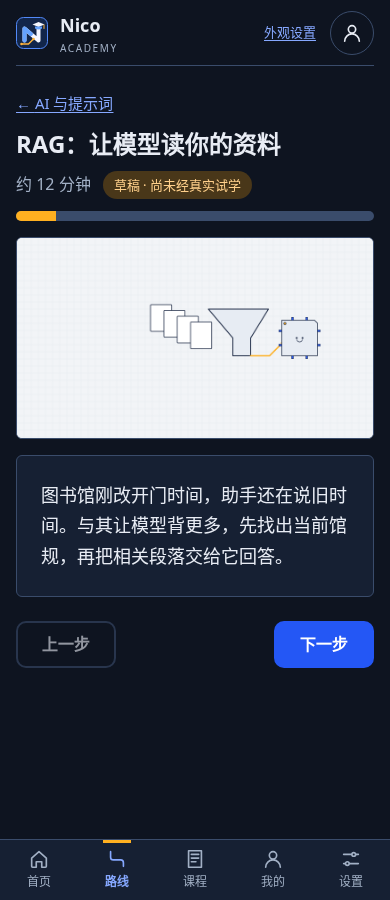 Nico
ACADEMY
外观设置
← AI 与提示词
RAG：让模型读你的资料
约 12 分钟
草稿 · 尚未经真实试学
图书馆刚改开门时间，助手还在说旧时
间。与其让模型背更多，先找出当前馆
规，再把相关段落交给它回答。
上一步
下一步
首页
路线
课程
我的
设置